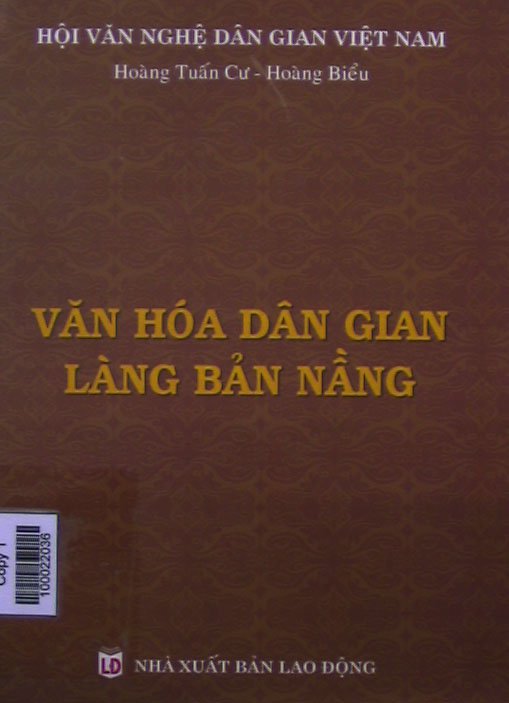 HỘI VĂN NGHỆ DÂN GIAN VIỆT NAM
Hoàng Tuấn Cư - Hoàng Biểu
VĂN HÓA DÂN GIAN
LÀNG BẢN NẦNG
Copy 1
100022036
LĐ NHÀ XUẤT BẢN LAO ĐỘNG